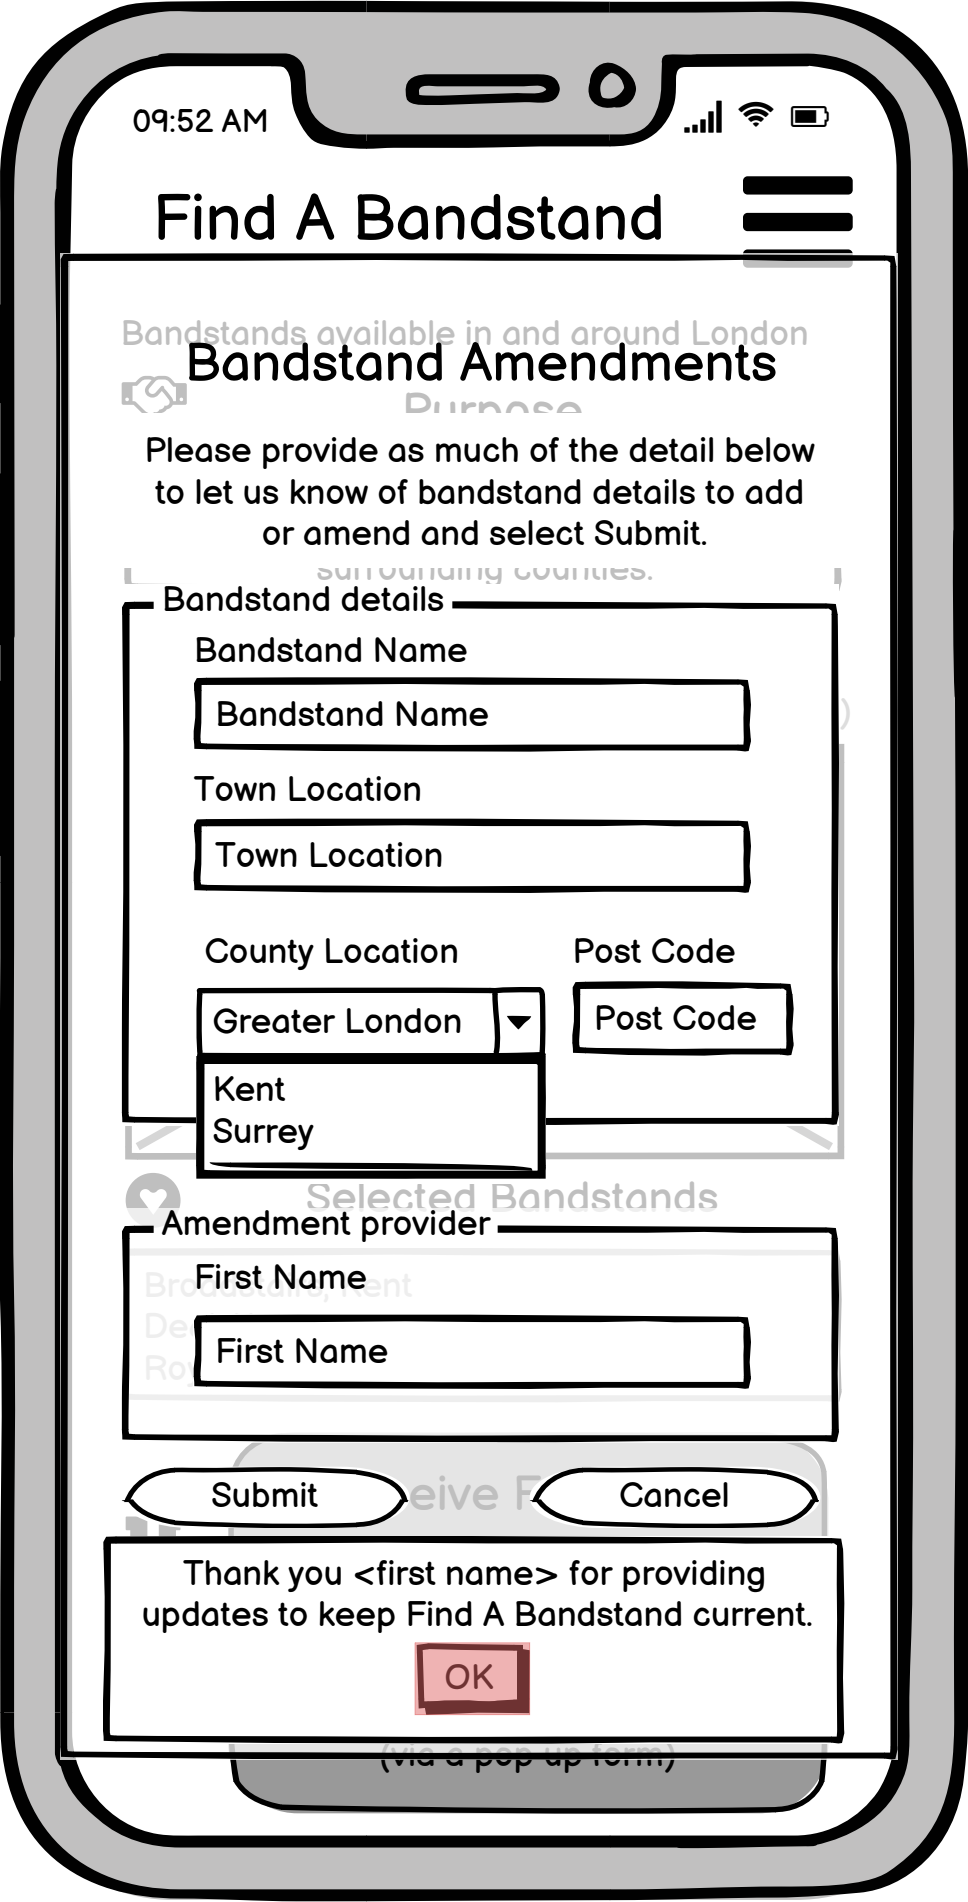 09:52 AM
Find A Bandstand
Bandstands available in and around London
Bandstand Amendments
Purpose
Please provide as much of the detail below
to let us know of bandstand details to add
or amend and select Submit.
surrounding counties.
Bandstand details
Bandstand Name
Bandstand Name
Town Location
Town Location
County Location
Post Code
Greater London
Post Code
Kent
Surrey
Selected Bandstands
Amendment provider
First Name
Kent
First Name
Submit
Cancel
Thank you <first name> for providing
updates to keep Find A Bandstand current.
OK
(via a pop up form)